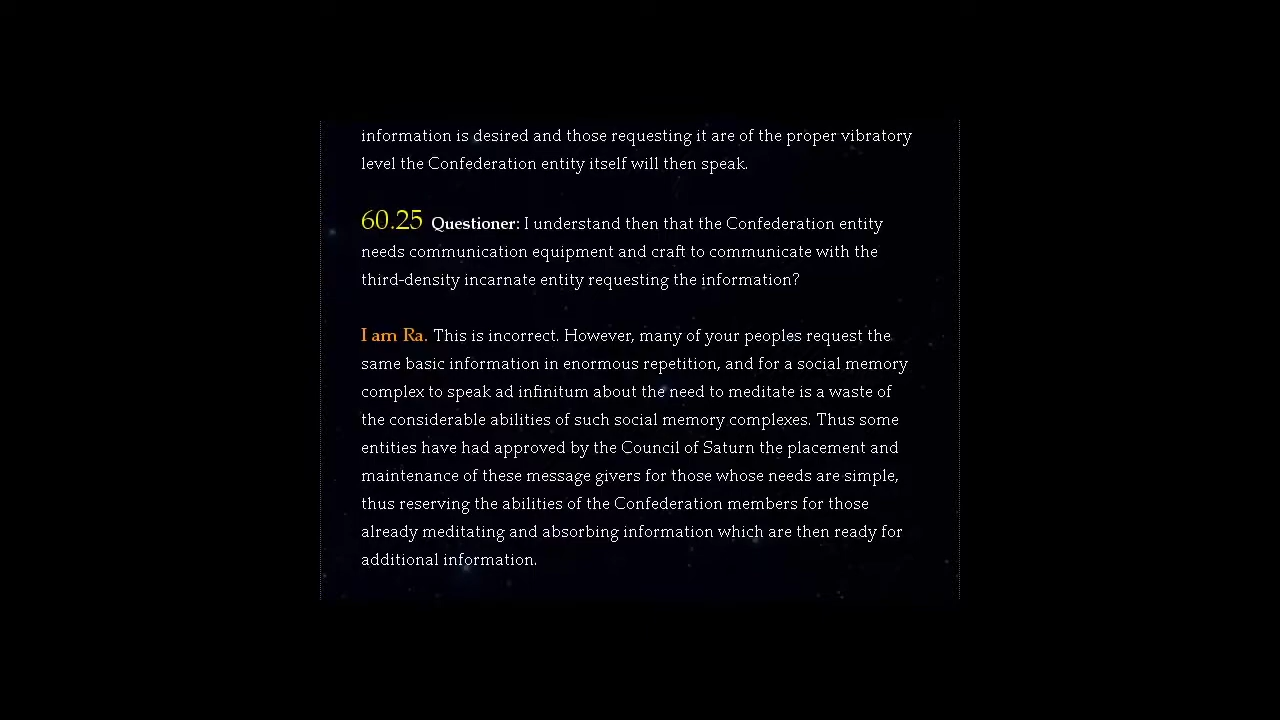 information is desired and those requesting it are of the proper vibratory
level the Confederation entity itself will then speak.
60.25 Questioner: I understand then that the Confederation entity
needs communication equipment and craft to communicate with the
third-density incarnate entity requesting the information?
I am Ra. This is incorrect. However, many of your peoples request the
same basic information in enormous repetition, and for a social memory
complex to speak ad infinitum about the need to meditate is a waste of
the considerable abilities of such social memory complexes. Thus some
entities have had approved by the Council of Saturn the placement and
maintenance of these message givers for those whose needs are simple,
thus reserving the abilities of the Confederation members for those
already meditating and absorbing information which are then ready for
additional information.